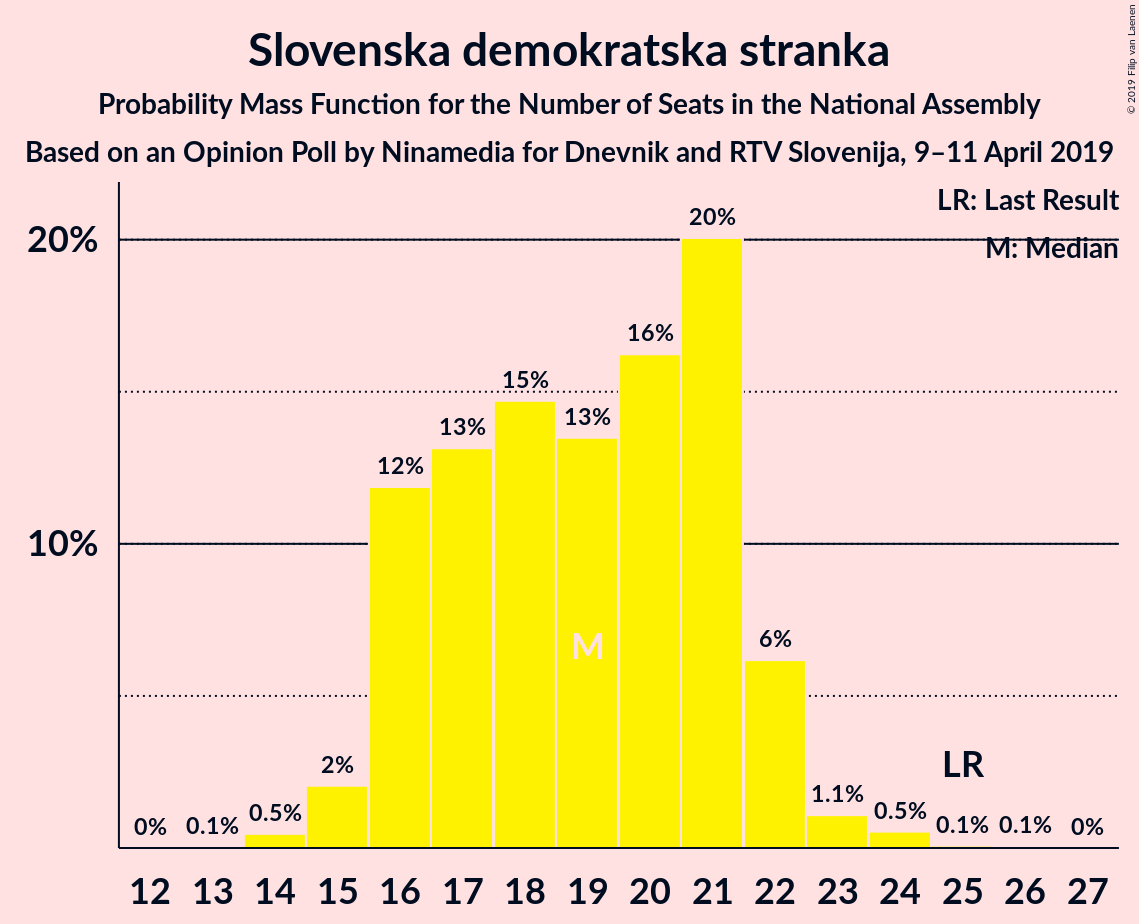 Slovenska demokratska stranka
Probability Mass Function for the Number of Seats in the National Assembly
Based on an Opinion Poll by Ninamedia for Dnevnik and RTV Slovenija, 9–11 April 2019
© 2019 Filip van Laenen
LR: Last Result
M: Median
20%
10%
0%
0.1%
0.5%
2%
12%
13%
15%
13%
16%
20%
6%
1.1%
0.5%
0.1%
0.1%
0%
M
LR
12 13 14 15 16 17 18 19 20 21 22 23 24 25 26 27